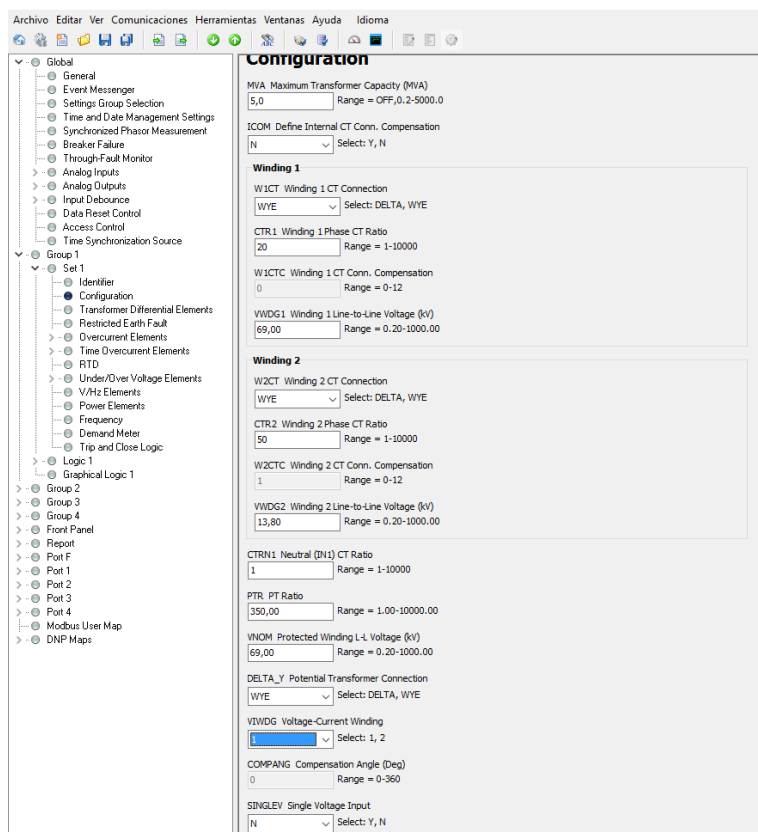 Archivo Editar Ver Comunicaciones Herramientas Ventanas Ayuda Idioma
Global
General
Event Messenger
Settings Group Selection
Time and Date Management Settings
Synchronized Phasor Measurement
Breaker Failure
Through-Fault Monitor
Analog Inputs
Analog Outputs
Input Debounce
Data Reset Control
Access Control
Time Synchronization Source
Group 1
Set 1
Identifier
Configuration
Transformer Differential Elements
Restricted Earth Fault
Overcurrent Elements
Time Overcurrent Elements
RTD
Under/Over Voltage Elements
V/Hz Elements
Power Elements
Frequency
Demand Meter
Trip and Close Logic
Logic 1
Graphical Logic 1
Group 2
Group 3
Group 4
Front Panel
Report
Port F
Port 1
Port 2
Port 3
Port 4
Modbus User Map
DNP Maps
Configuration
MVA Maximum Transformer Capacity (MVA)
5,0 Range = OFF,0.2-5000.0
ICOM Define Internal CT Conn. Compensation
N Select: Y, N
Winding 1
W1CT Winding 1 CT Connection
WYE Select: DELTA, WYE
CTR1 Winding 1 Phase CT Ratio
20 Range = 1-10000
W1CTC Winding 1 CT Conn. Compensation
0 Range = 0-12
VWDG1 Winding 1 Line-to-Line Voltage (kV)
69,00 Range = 0.20-1000.00
Winding 2
W2CT Winding 2 CT Connection
WYE Select: DELTA, WYE
CTR2 Winding 2 Phase CT Ratio
50 Range = 1-10000
W2CTC Winding 2 CT Conn. Compensation
1 Range = 0-12
VWDG2 Winding 2 Line-to-Line Voltage (kV)
13,80 Range = 0.20-1000.00
CTRN1 Neutral (IN1) CT Ratio
1 Range = 1-10000
PTR PT Ratio
350,00 Range = 1.00-10000.00
VNOM Protected Winding L-L Voltage (kV)
69,00 Range = 0.20-1000.00
DELTA_Y Potential Transformer Connection
WYE Select: DELTA, WYE
VIWDG Voltage-Current Winding
1 Select: 1, 2
COMPANG Compensation Angle (Deg)
0 Range = 0-360
SINGLEV Single Voltage Input
N Select: Y, N